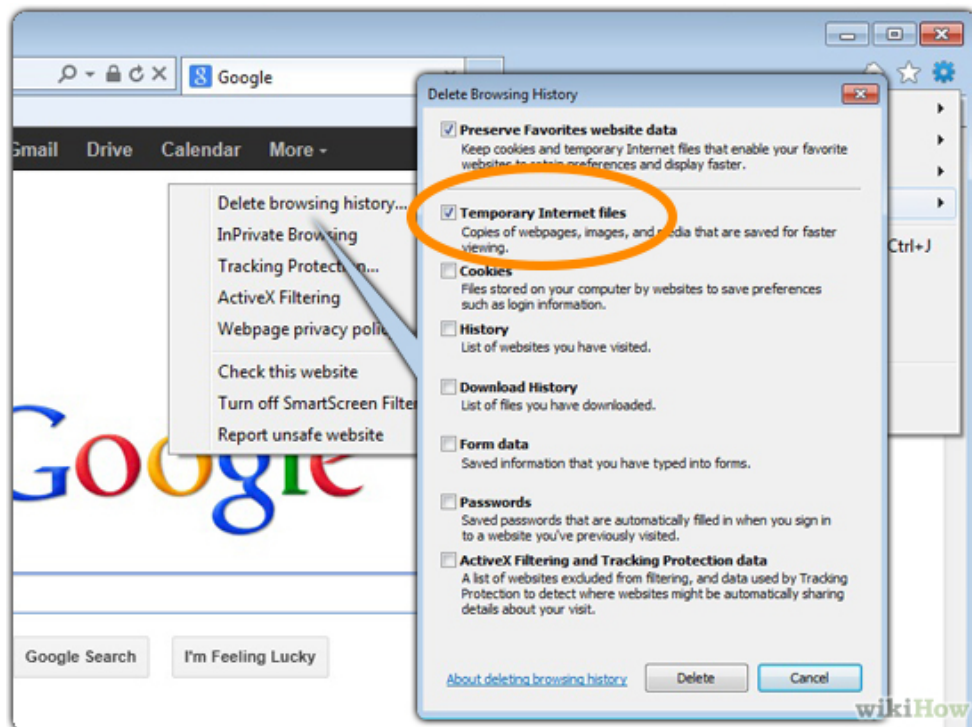 Google
Gmail Drive Calendar More
Delete browsing history...
InPrivate Browsing
Tracking Protection...
ActiveX Filtering
Webpage privacy policy
Check this website
Turn off SmartScreen Filter
Report unsafe website
Ctrl+J
Google
Google Search
I'm Feeling Lucky
Delete Browsing History
Preserve Favorites website data
Keep cookies and temporary Internet files that enable your favorite
websites to retain preferences and display faster.
Temporary Internet files
Copies of webpages, images, and media that are saved for faster
viewing.
Cookies
Files stored on your computer by websites to save preferences
such as login information.
History
List of websites you have visited.
Download History
List of files you have downloaded.
Form data
Saved information that you have typed into forms.
Passwords
Saved passwords that are automatically filled in when you sign in
to a website you've previously visited.
ActiveX Filtering and Tracking Protection data
A list of websites excluded from filtering, and data used by Tracking
Protection to detect where websites might be automatically sharing
details about your visit.
About deleting browsing history
Delete
Cancel
wikiHow